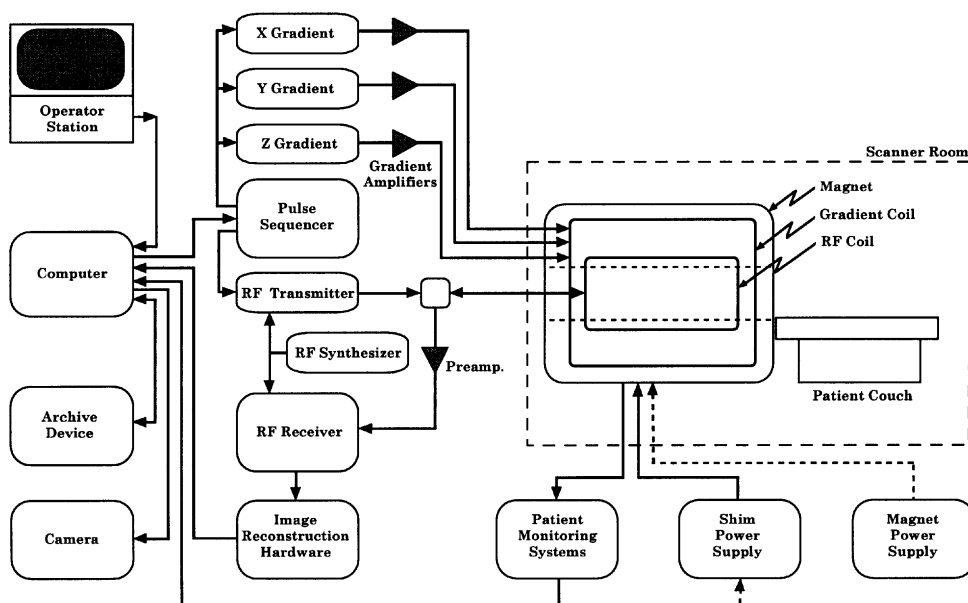 X Gradient
Y Gradient
Z Gradient
Gradient
Amplifiers
Operator
Station
Pulse
Sequencer
Computer
RF Transmitter
RF Synthesizer
Preamp.
Archive
Device
RF Receiver
Camera
Image
Reconstruction
Hardware
Scanner Room
Magnet
Gradient Coil
RF Coil
Patient Couch
Patient
Monitoring
Systems
Shim
Power
Supply
Magnet
Power
Supply